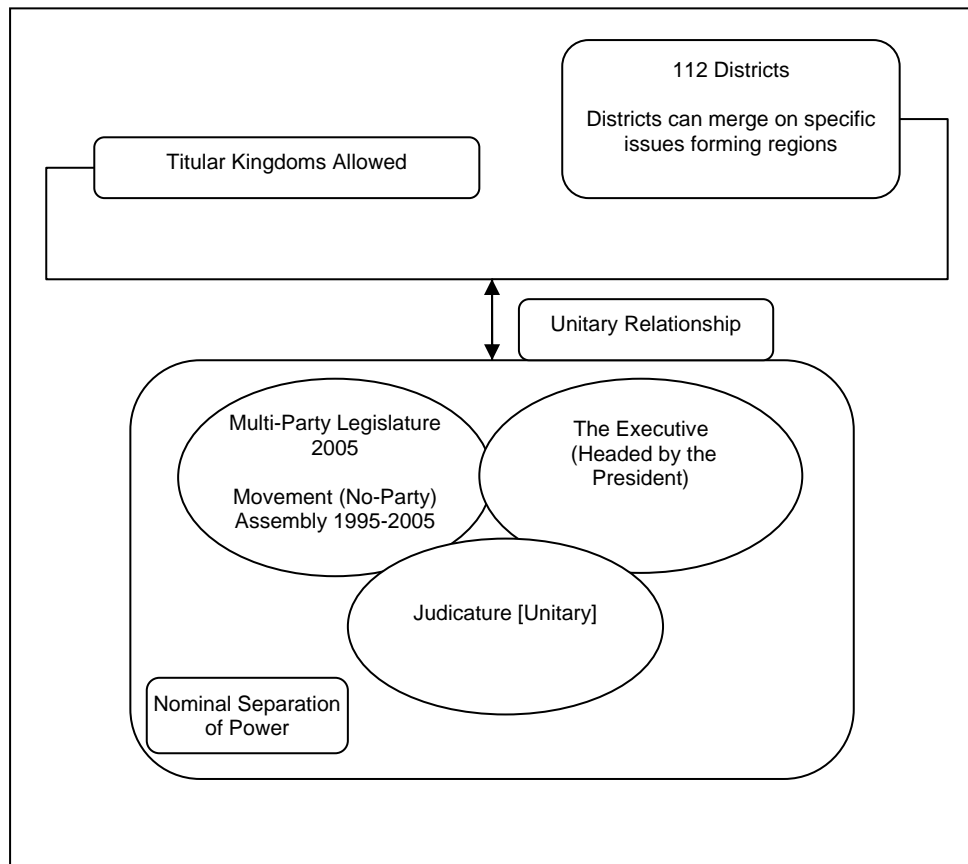 112 Districts
Districts can merge on specific
issues forming regions
Titular Kingdoms Allowed
Unitary Relationship
Multi-Party Legislature
2005
Movement (No-Party)
Assembly 1995-2005
The Executive
(Headed by the
President)
Judicature [Unitary]
Nominal Separation
of Power